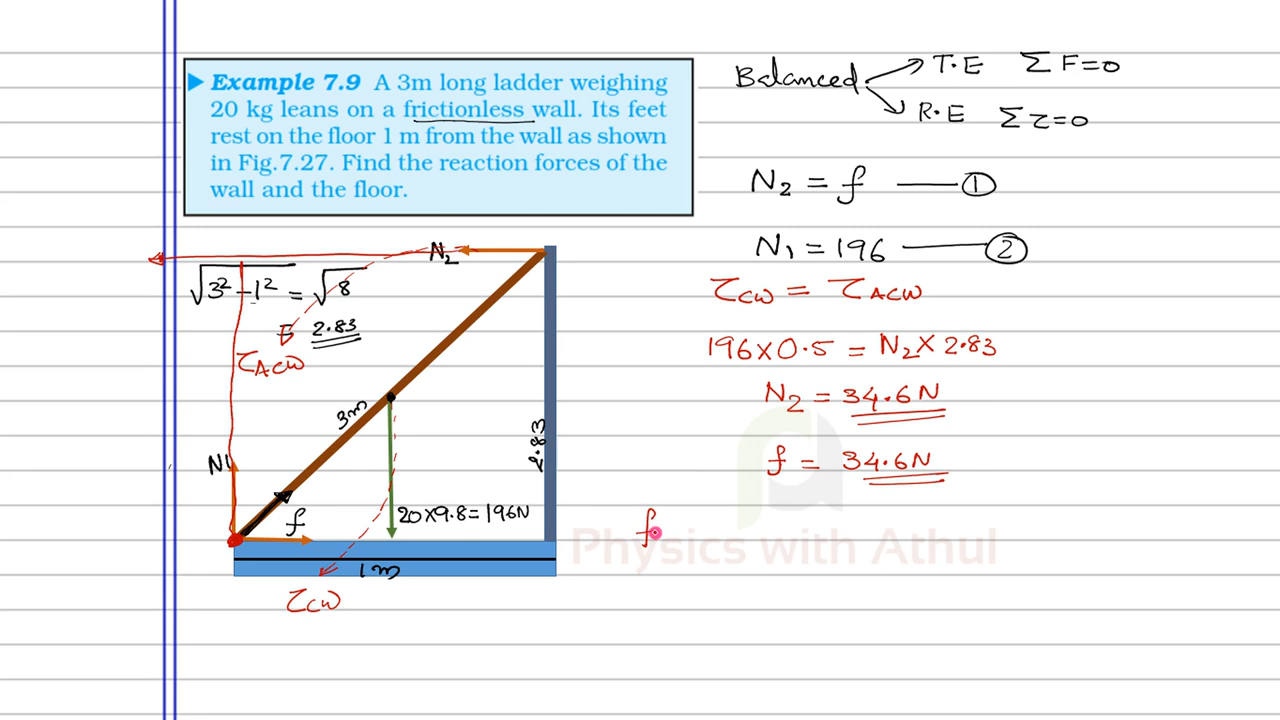 ▶ Example 7.9 A 3m long ladder weighing
20 kg leans on a frictionless wall. Its feet
rest on the floor 1 m from the wall as shown
in Fig.7.27. Find the reaction forces of the
wall and the floor.
Balanced
T.E Σ F=0
R.E Σ τ=0
N₂ = f —— ①
N₁ = 196 —— ②
τCW = τACW
196×0.5 = N₂×2.83
N₂ = 34.6N
f = 34.6N
f
N₂
√3²-1² = √8
= 2.83
τACW
3m
2.83
N1
f
20×9.8=196N
1m
τCW
Physics with Athul